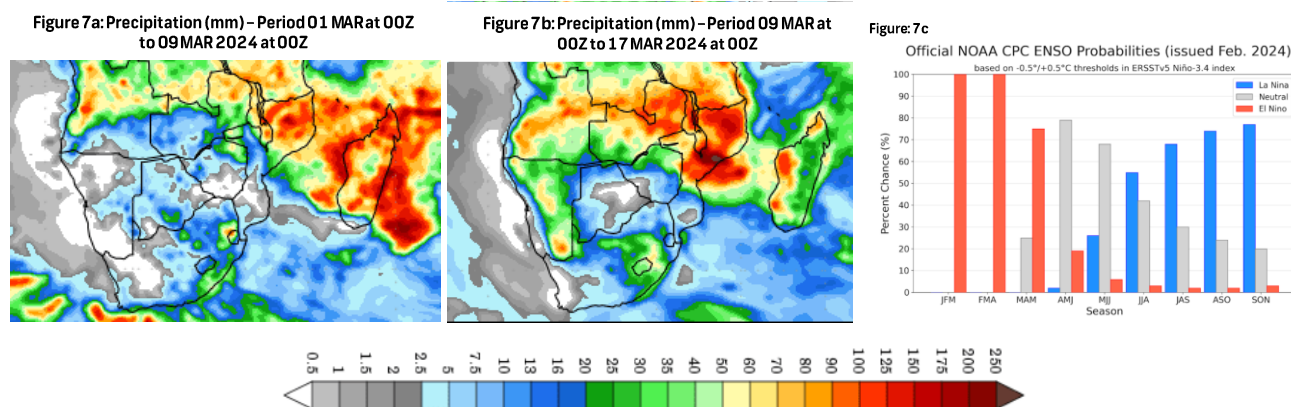 Figure 7a: Precipitation (mm) – Period 01 MAR at 00Z
to 09 MAR 2024 at 00Z
Figure 7b: Precipitation (mm) – Period 09 MAR at
00Z to 17 MAR 2024 at 00Z
Figure: 7c
Official NOAA CPC ENSO Probabilities (issued Feb. 2024)
based on -0.5°/+0.5°C thresholds in ERSSTv5 Niño-3.4 index
La Nina
Neutral
El Nino
Percent Chance (%)
100
90
80
70
60
50
40
30
20
10
0
JFM FMA MAM AMJ MJJ JJA JAS ASO SON
Season
0.5 1 1.5 2 2.5 5 7.5 10 13 16 20 25 30 35 40 50 60 70 80 90 100 125 150 175 200 250